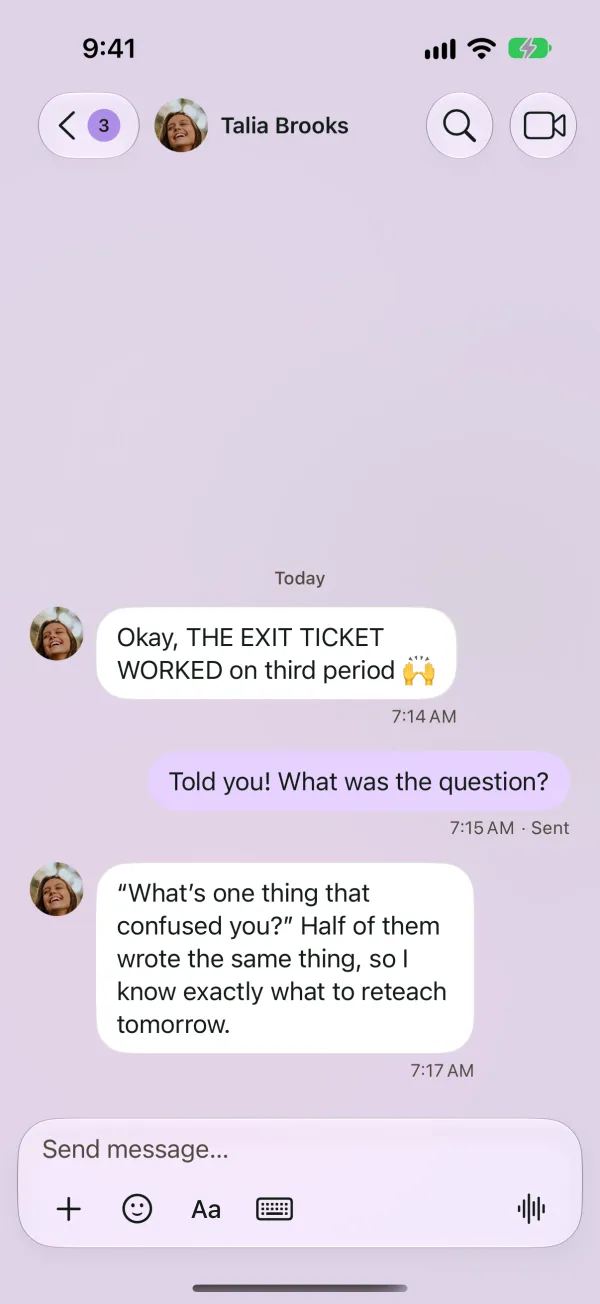 9:41
3
Talia Brooks
Today
Okay, THE EXIT TICKET
WORKED on third period 🙌
7:14 AM
Told you! What was the question?
7:15 AM · Sent
“What’s one thing that
confused you?” Half of them
wrote the same thing, so I
know exactly what to reteach
tomorrow.
7:17 AM
Send message...
Aa